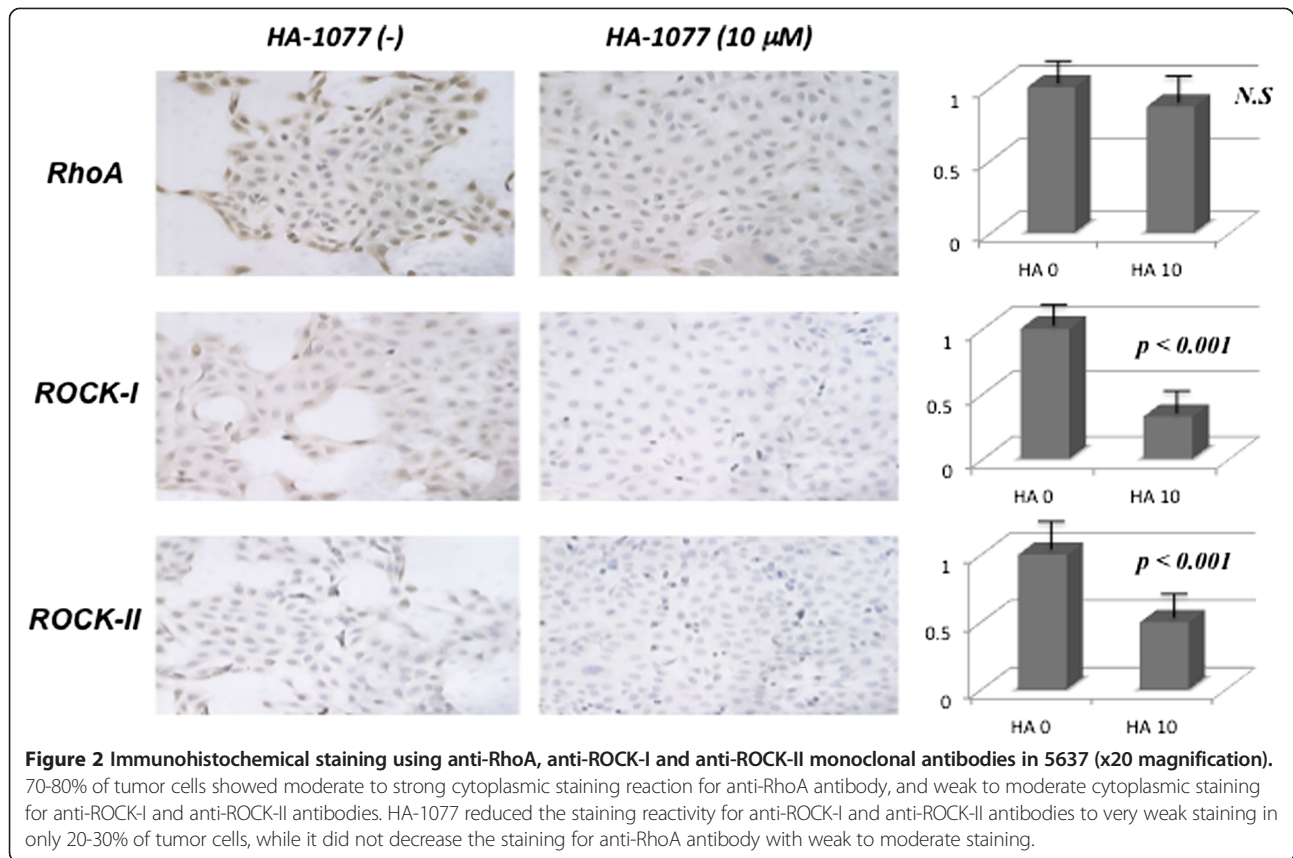 HA-1077 (-)
HA-1077 (10 μM)
RhoA
1
0.5
0
N.S
HA 0
HA 10
ROCK-I
1
0.5
0
p < 0.001
HA 0
HA 10
ROCK-II
1
0.5
0
p < 0.001
HA 0
HA 10
Figure 2 Immunohistochemical staining using anti-RhoA, anti-ROCK-I and anti-ROCK-II monoclonal antibodies in 5637 (x20 magnification).
70-80% of tumor cells showed moderate to strong cytoplasmic staining reaction for anti-RhoA antibody, and weak to moderate cytoplasmic staining
for anti-ROCK-I and anti-ROCK-II antibodies. HA-1077 reduced the staining reactivity for anti-ROCK-I and anti-ROCK-II antibodies to very weak staining in
only 20-30% of tumor cells, while it did not decrease the staining for anti-RhoA antibody with weak to moderate staining.